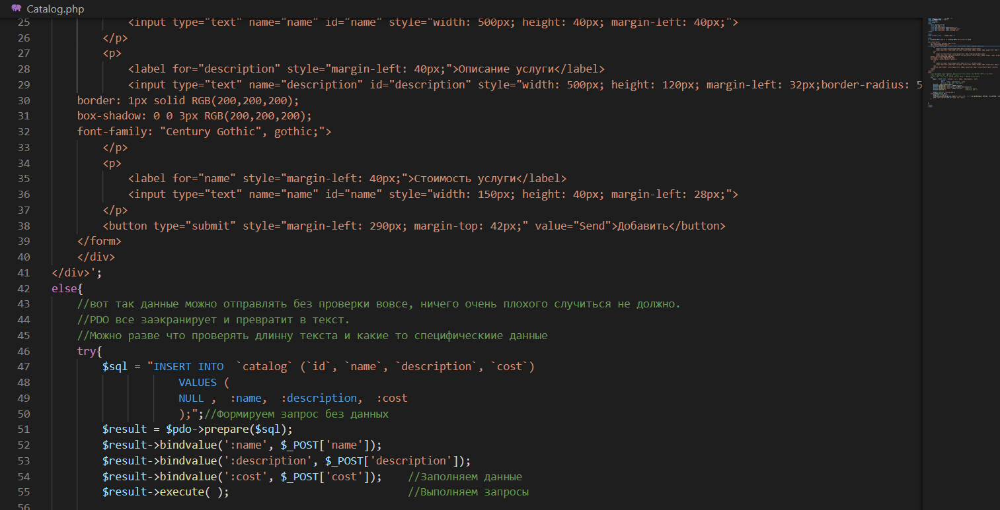 Catalog.php
25 <input type="text" name="name" id="name" style="width: 500px; height: 40px; margin-left: 40px;">
26 </p>
27 <p>
28 <label for="description" style="margin-left: 40px;">Описание услуги</label>
29 <input type="text" name="description" id="description" style="width: 500px; height: 120px; margin-left: 32px;border-radius: 5
30 border: 1px solid RGB(200,200,200);
31 box-shadow: 0 0 3px RGB(200,200,200);
32 font-family: "Century Gothic", gothic;">
33 </p>
34 <p>
35 <label for="name" style="margin-left: 40px;">Стоимость услуги</label>
36 <input type="text" name="name" id="name" style="width: 150px; height: 40px; margin-left: 28px;">
37 </p>
38 <button type="submit" style="margin-left: 290px; margin-top: 42px;" value="Send">Добавить</button>
39 </form>
40 </div>
41 </div>';
42 else{
43 //вот так данные можно отправлять без проверки вовсе, ничего очень плохого случиться не должно.
44 //PDO все заэкранирует и превратит в текст.
45 //Можно разве что проверять длинну текста и какие то специфическиие данные
46 try{
47 $sql = "INSERT INTO  `catalog` (`id`, `name`, `description`, `cost`)
48 VALUES (
49 NULL ,  :name,  :description,  :cost
50 );";//Формируем запрос без данных
51 $result = $pdo->prepare($sql);
52 $result->bindvalue(':name', $_POST['name']);
53 $result->bindvalue(':description', $_POST['description']);
54 $result->bindvalue(':cost', $_POST['cost']);    //Заполняем данные
55 $result->execute( );                            //Выполняем запросы
56